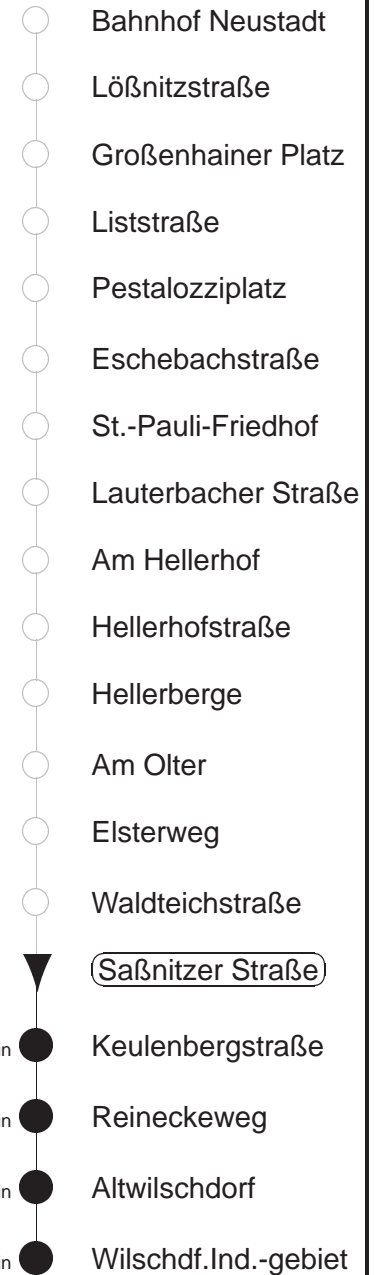 Bahnhof Neustadt
Lößnitzstraße
Großenhainer Platz
Liststraße
Pestalozziplatz
Eschebachstraße
St.-Pauli-Friedhof
Lauterbacher Straße
Am Hellerhof
Hellerhofstraße
Hellerberge
Am Olter
Elsterweg
Waldteichstraße
Saßnitzer Straße
Keulenbergstraße
Reineckeweg
Altwilschdorf
Wilschdf.Ind.-gebiet